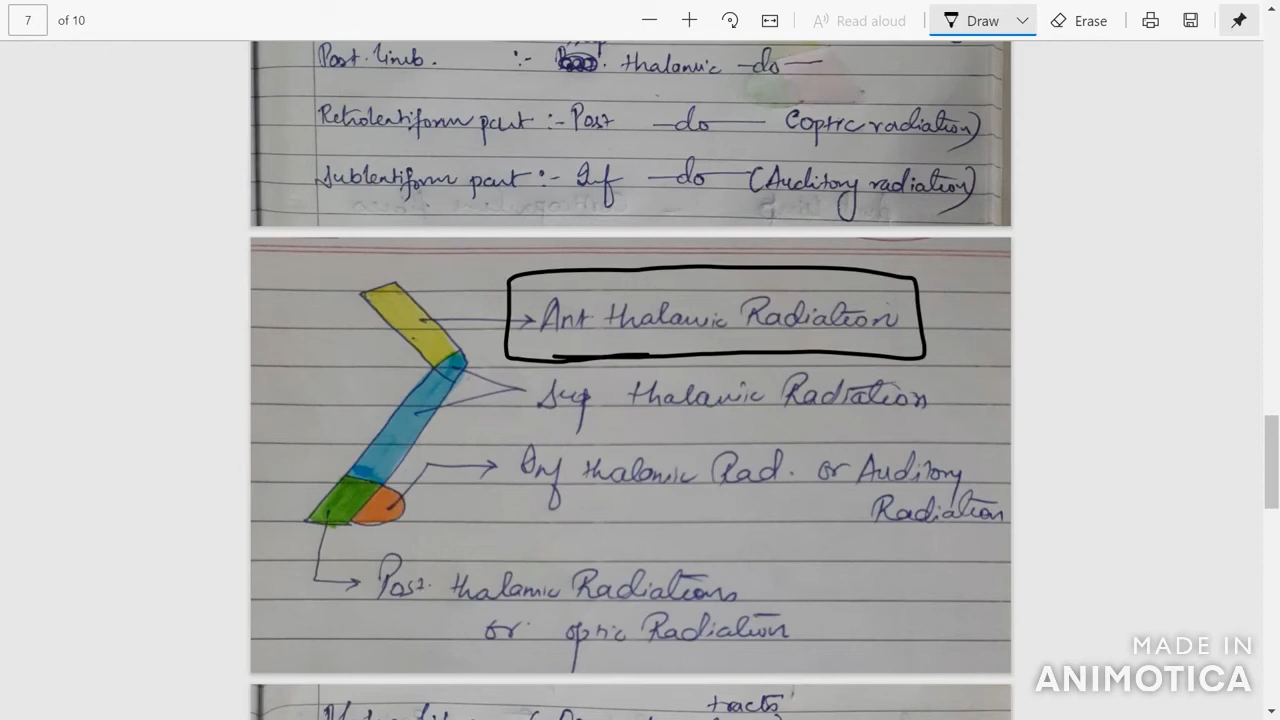 7 of 10
Read aloud
Draw
Erase
Post. limb. :- thalamic -do-
Retrolentiform part :- Post -do- (optic radiation)
Sublentiform part :- Inf -do- (Auditory radiation)
Ant thalamic Radiation
Sup thalamic Radiation
Inf thalamic Rad. or Auditory
Radiation
Post. thalamic Radiations
or optic Radiation
MADE IN
ANIMOTICA
tracts